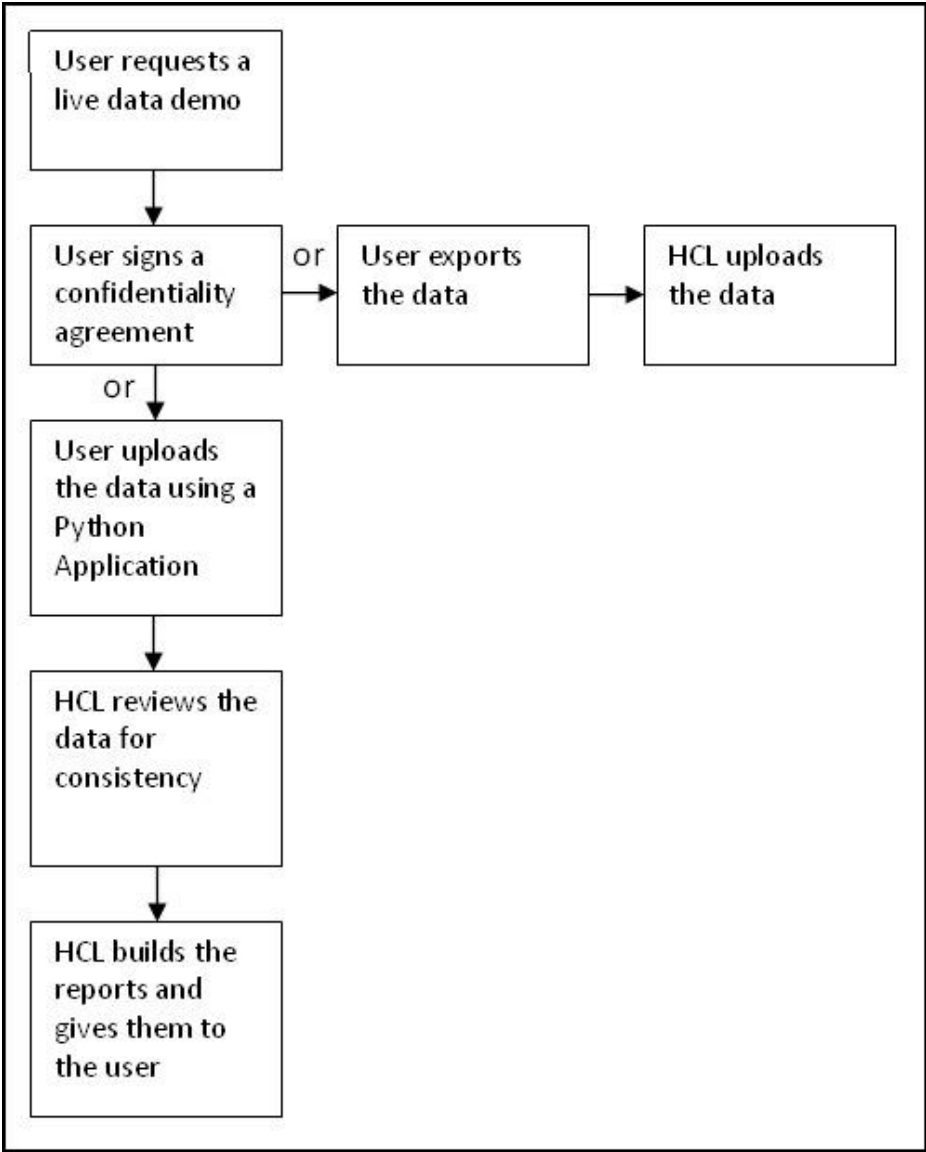 User requests a
live data demo
User signs a
confidentiality
agreement
or
User exports
the data
HCL uploads
the data
or
User uploads
the data using a
Python
Application
HCL reviews the
data for
consistency
HCL builds the
reports and
gives them to
the user